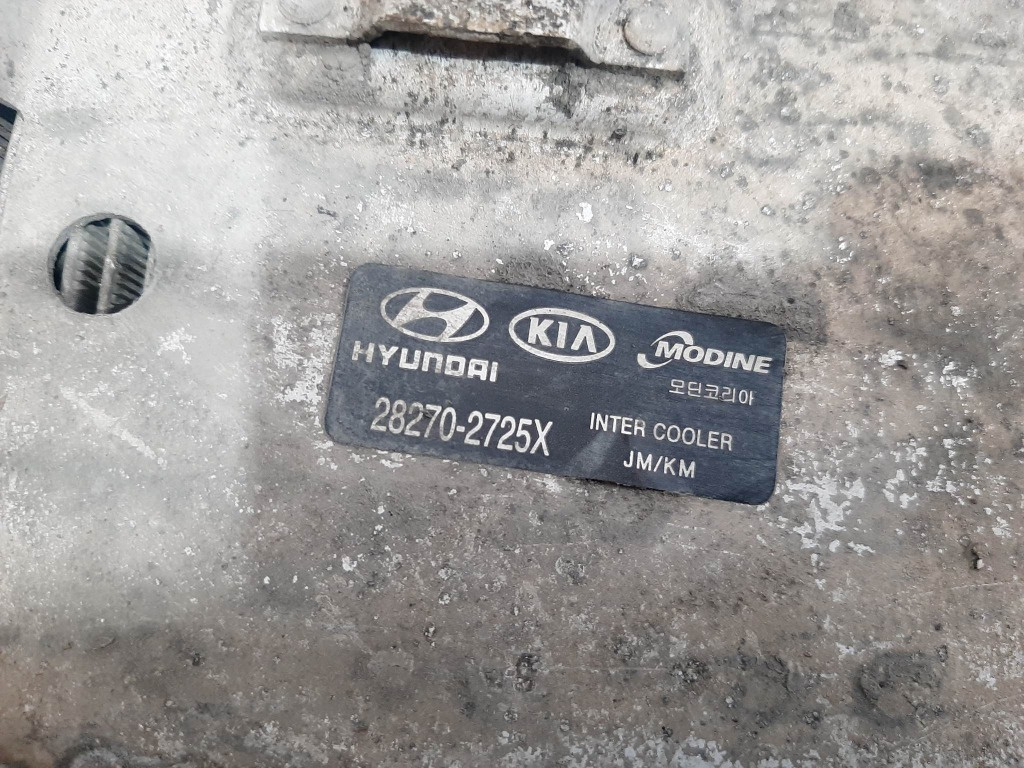 HYUNDAI
KIA
MODINE
모딘코리아
28270-2725X
INTER COOLER
JM/KM